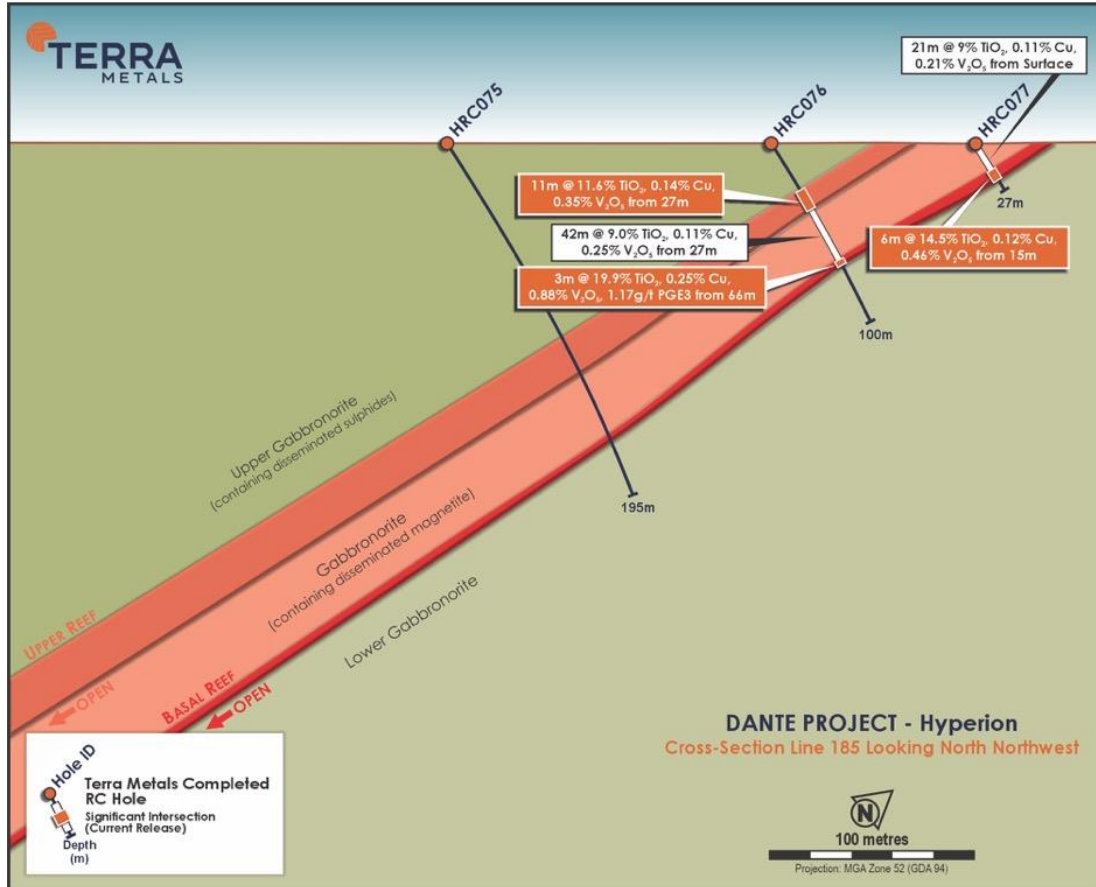 TERRA
METALS
21m @ 9% TiO₂, 0.11% Cu,
0.21% V₂O₅ from Surface
HRC075
HRC076
HRC077
11m @ 11.6% TiO₂, 0.14% Cu,
0.35% V₂O₅ from 27m
42m @ 9.0% TiO₂, 0.11% Cu,
0.25% V₂O₅ from 27m
3m @ 19.9% TiO₂, 0.25% Cu,
0.88% V₂O₅, 1.17g/t PGE3 from 66m
27m
6m @ 14.5% TiO₂, 0.12% Cu,
0.46% V₂O₅ from 15m
100m
195m
Upper Gabbronorite
(containing disseminated sulphides)
Gabbronorite
(containing disseminated magnetite)
Lower Gabbronorite
UPPER REEF
OPEN
BASAL REEF
OPEN
DANTE PROJECT - Hyperion
Cross-Section Line 185 Looking North Northwest
Hole ID
Terra Metals Completed
RC Hole
Significant Intersection
(Current Release)
Depth
(m)
N
100 metres
Projection: MGA Zone 52 (GDA 94)